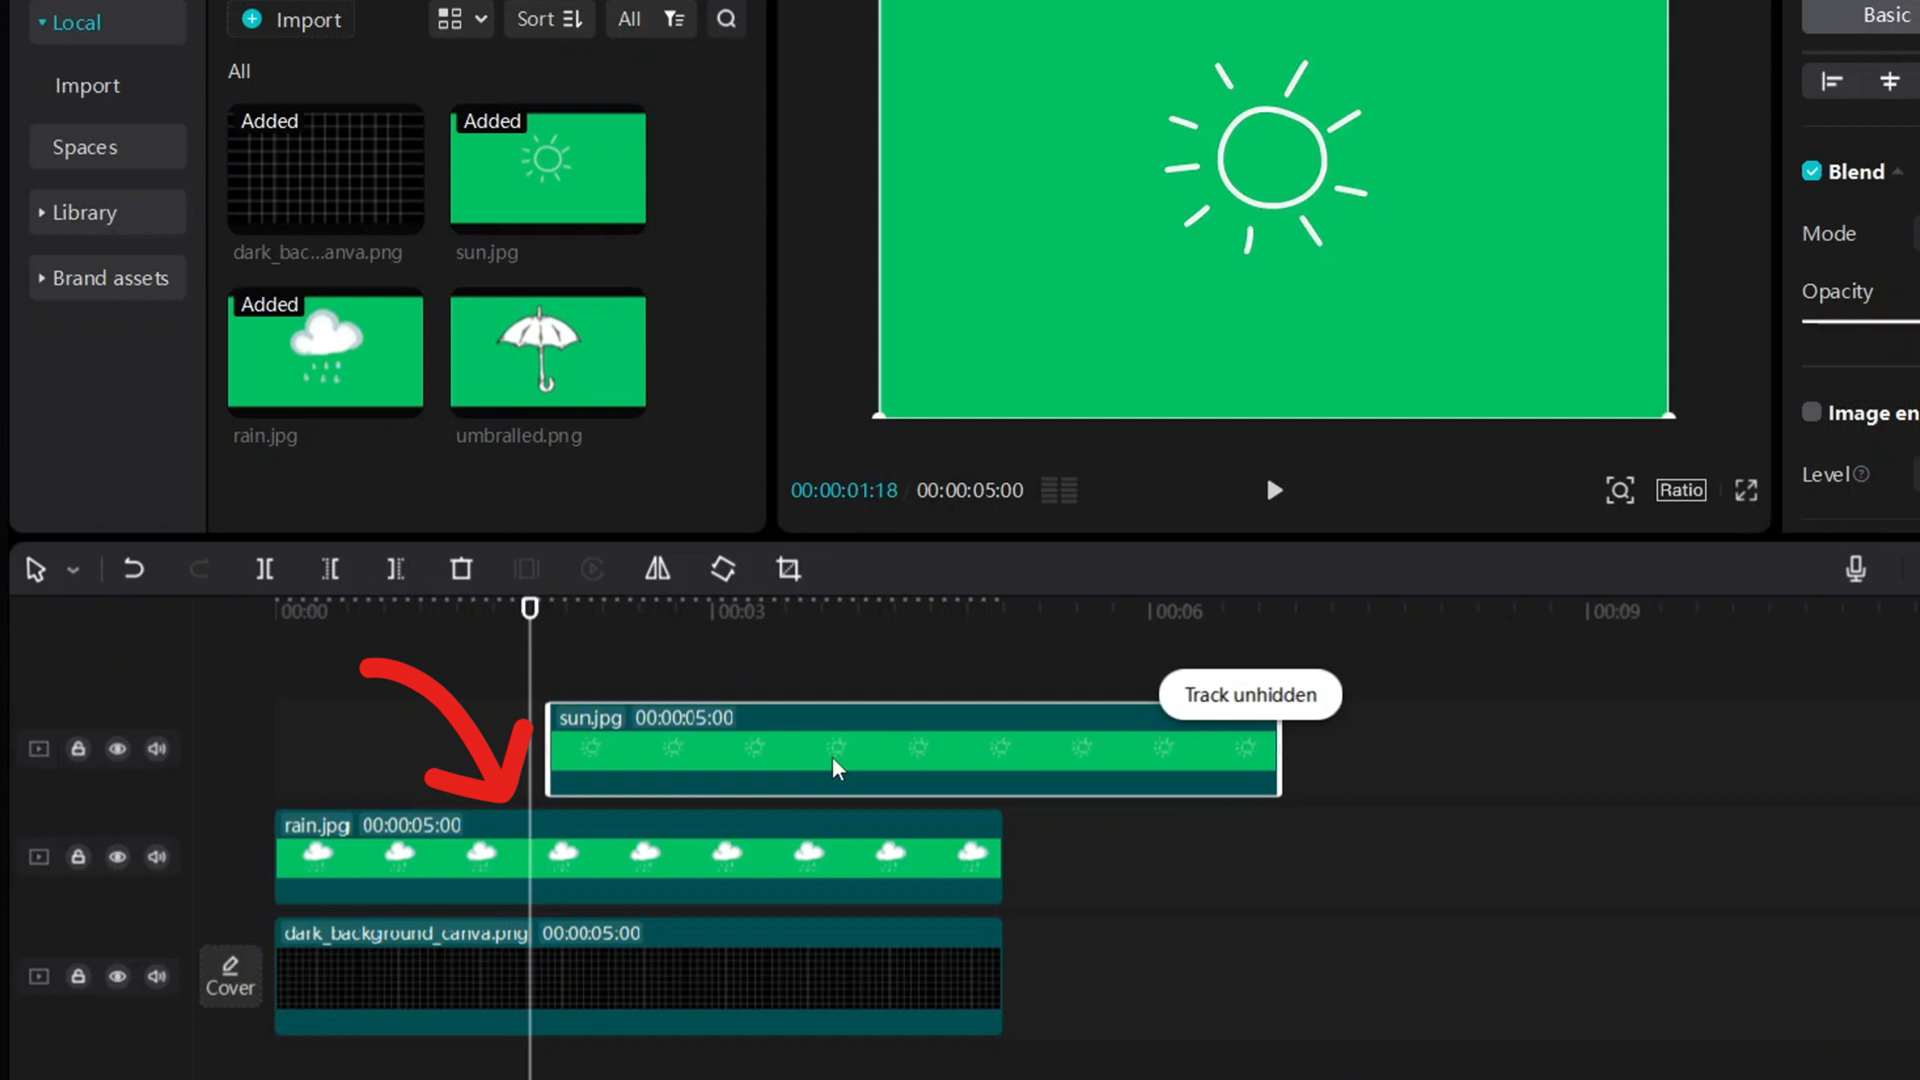 Local
Import
Spaces
Library
Brand assets
Import
Sort
All
All
Added
dark_bac...anva.png
Added
sun.jpg
Added
rain.jpg
umbralled.png
00:00:01:18 / 00:00:05:00
Ratio
Basic
Blend
Mode
Opacity
Image en
Level
00:00
00:03
00:06
00:09
Track unhidden
sun.jpg 00:00:05:00
rain.jpg 00:00:05:00
dark_background_canva.png 00:00:05:00
Cover